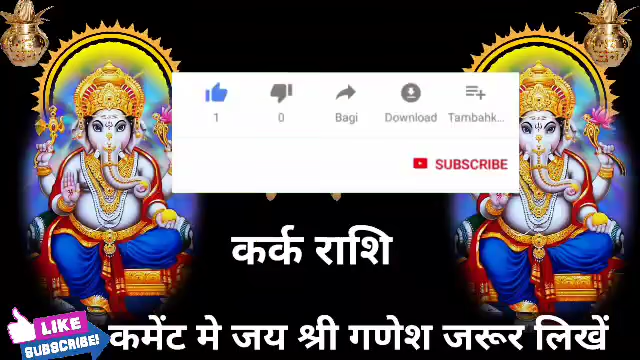 1 0 Bagi Download Tambahk...
SUBSCRIBE
कर्क राशि
LIKE
SUBSCRIBE!
कमेंट मे जय श्री गणेश जरूर लिखें